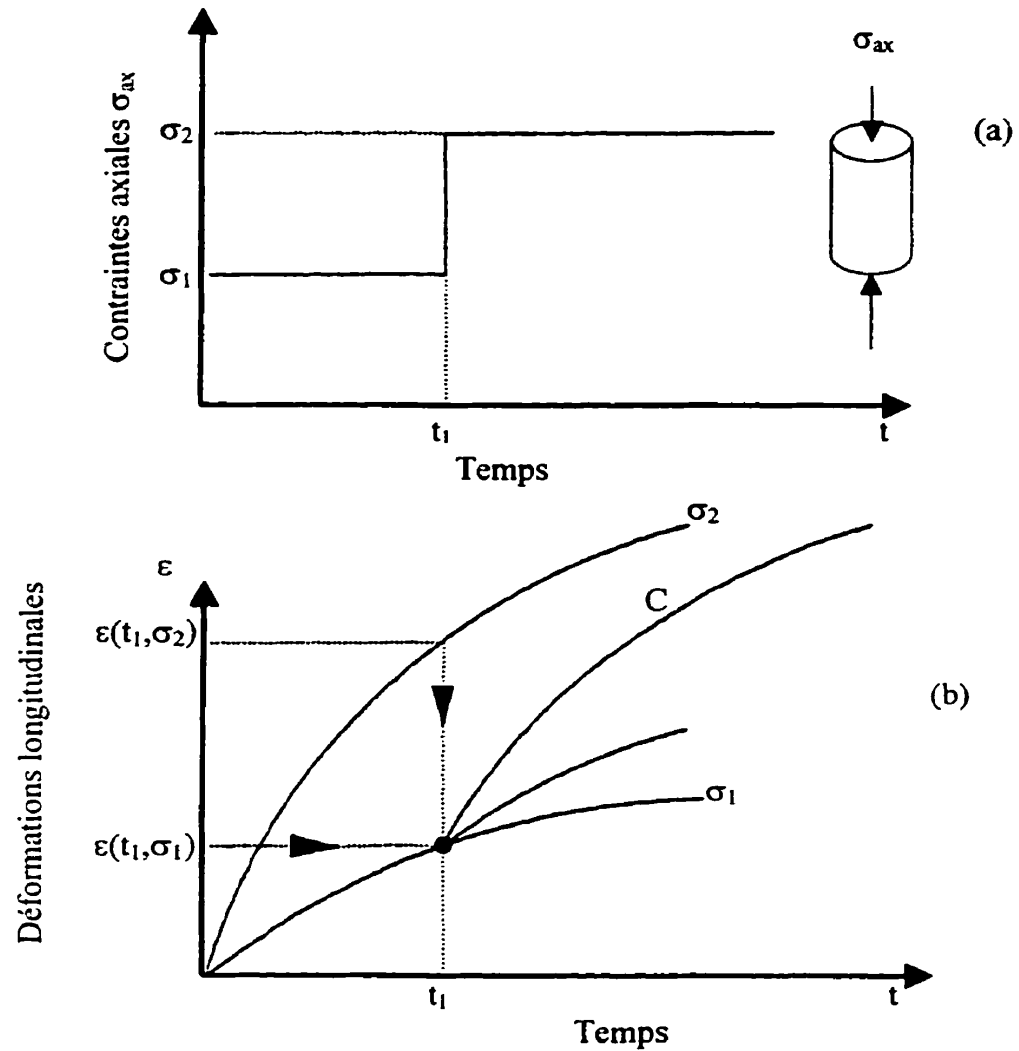 Contraintes axiales σax
σ2
σ1
t1
t
Temps
σax
(a)
Déformations longitudinales
ε
ε(t1,σ2)
ε(t1,σ1)
σ2
C
σ1
t1
t
Temps
(b)